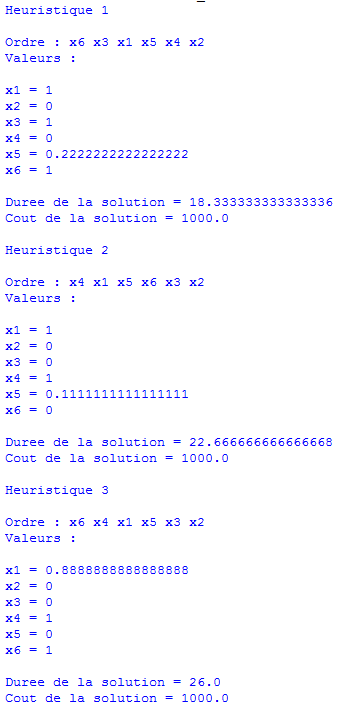 Heuristique 1
Ordre : x6 x3 x1 x5 x4 x2
Valeurs :
x1 = 1
x2 = 0
x3 = 1
x4 = 0
x5 = 0.2222222222222222
x6 = 1
Duree de la solution = 18.333333333333336
Cout de la solution = 1000.0
Heuristique 2
Ordre : x4 x1 x5 x6 x3 x2
Valeurs :
x1 = 1
x2 = 0
x3 = 0
x4 = 1
x5 = 0.1111111111111111
x6 = 0
Duree de la solution = 22.666666666666668
Cout de la solution = 1000.0
Heuristique 3
Ordre : x6 x4 x1 x5 x3 x2
Valeurs :
x1 = 0.8888888888888888
x2 = 0
x3 = 0
x4 = 1
x5 = 0
x6 = 1
Duree de la solution = 26.0
Cout de la solution = 1000.0